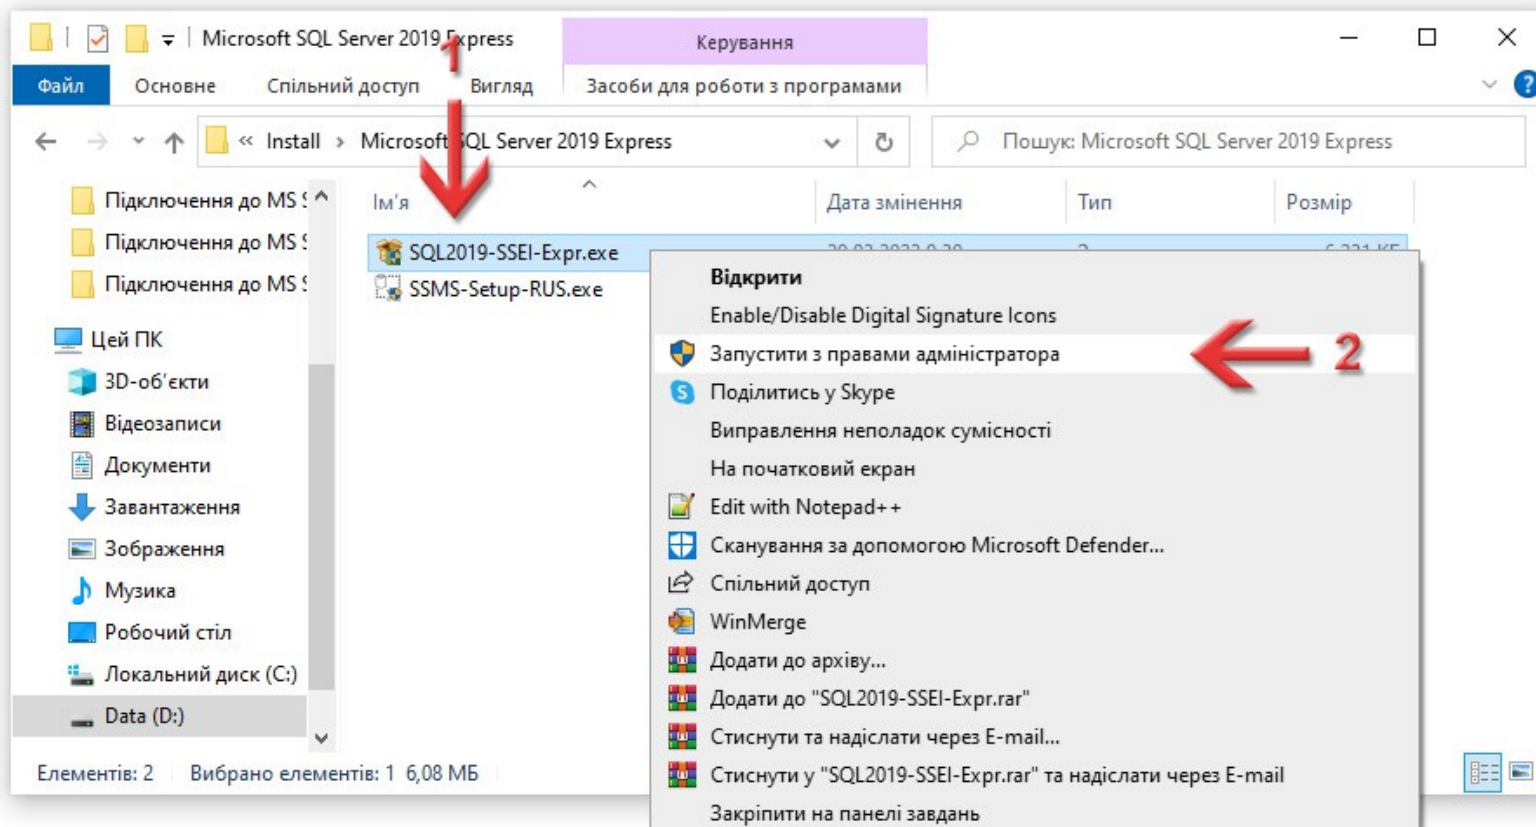 Microsoft SQL Server 2019 Express
Керування
Файл Основне Спільний доступ Вигляд Засоби для роботи з програмами
1
« Install › Microsoft SQL Server 2019 Express
Пошук: Microsoft SQL Server 2019 Express
Ім'я Дата змінення Тип Розмір
Підключення до MS
Підключення до MS
Підключення до MS
Цей ПК
3D-об'єкти
Відеозаписи
Документи
Завантаження
Зображення
Музика
Робочий стіл
Локальний диск (C:)
Data (D:)
SQL2019-SSEI-Expr.exe
SSMS-Setup-RUS.exe
Відкрити
Enable/Disable Digital Signature Icons
Запустити з правами адміністратора
2
Поділитись у Skype
Виправлення неполадок сумісності
На початковий екран
Edit with Notepad++
Сканування за допомогою Microsoft Defender...
Спільний доступ
WinMerge
Додати до архіву...
Додати до "SQL2019-SSEI-Expr.rar"
Стиснути та надіслати через E-mail...
Стиснути у "SQL2019-SSEI-Expr.rar" та надіслати через E-mail
Закріпити на панелі завдань
Елементів: 2 Вибрано елементів: 1 6,08 МБ